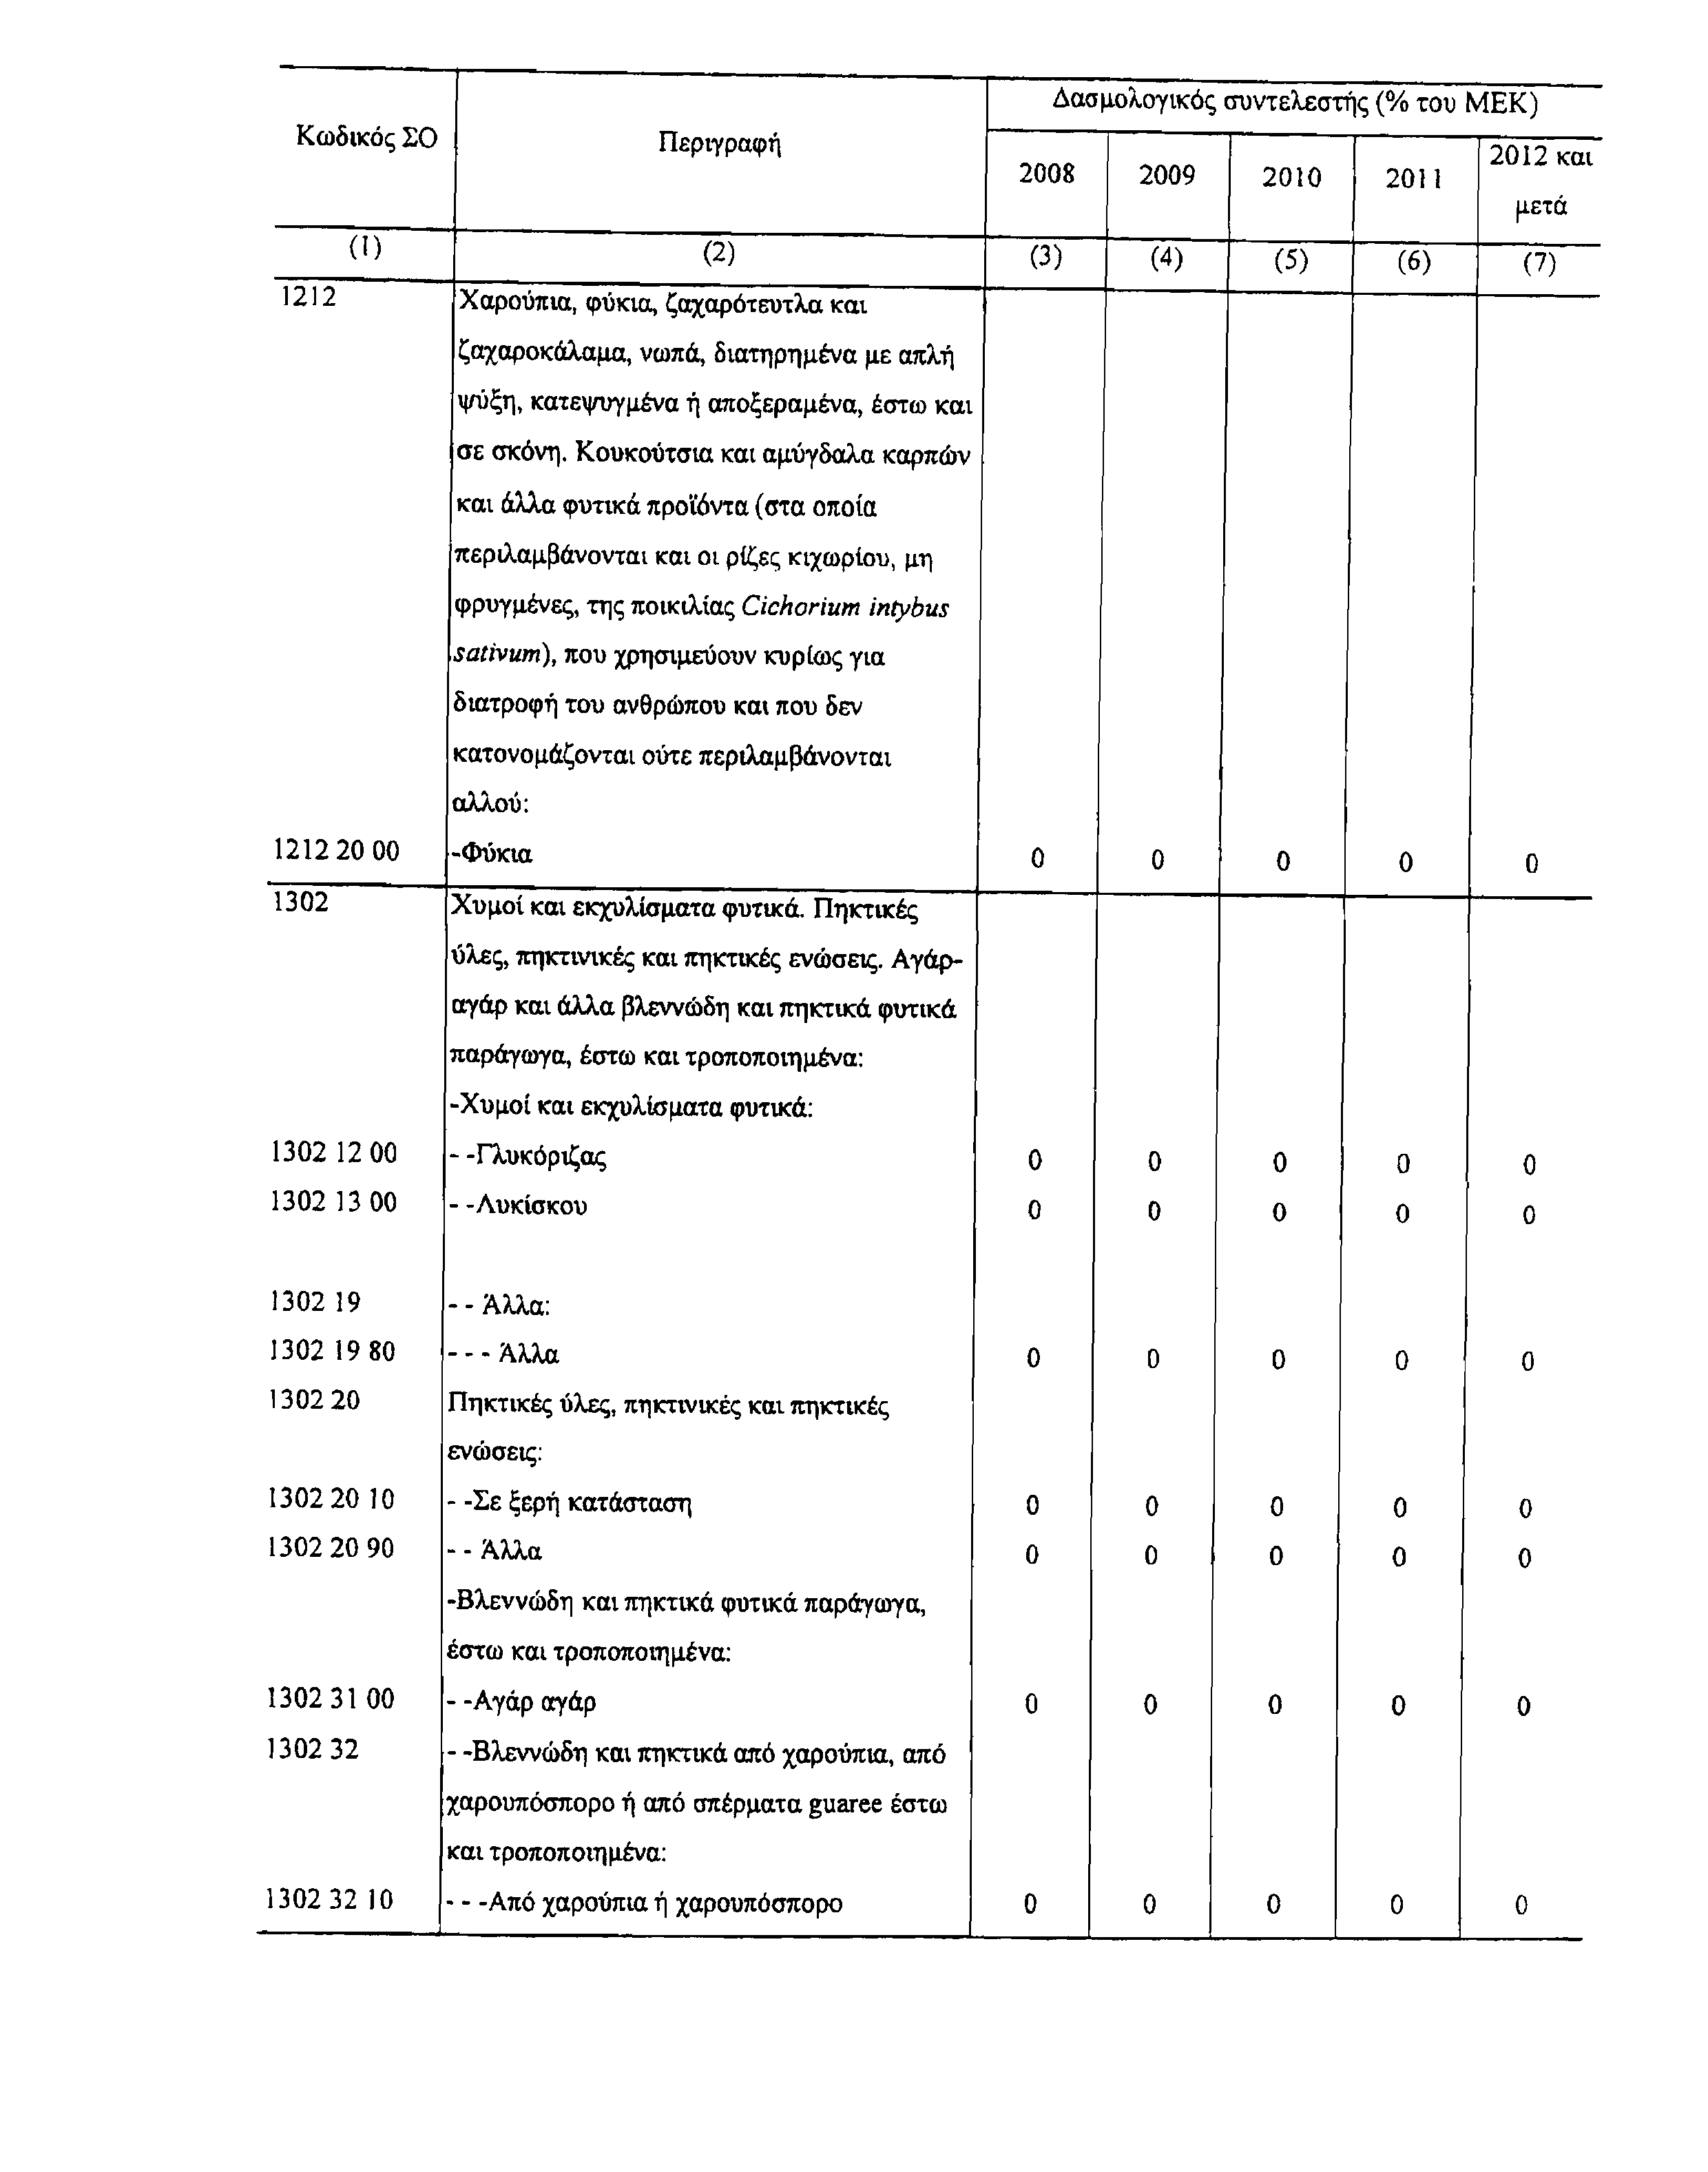 Κωδικός ΣΟ
Περιγραφή
Δασμολογικός συντελεστής (% του ΜΕΚ)
2008 2009 2010 2011 2012 και
μετά
(1) (2) (3) (4) (5) (6) (7)
1212 Χαρούπια, φύκια, ζαχαρότευτλα και
ζαχαροκάλαμα, νωπά, διατηρημένα με απλή
ψύξη, κατεψυγμένα ή αποξεραμένα, έστω και
σε σκόνη. Κουκούτσια και αμύγδαλα καρπών
και άλλα φυτικά προϊόντα (στα οποία
περιλαμβάνονται και οι ρίζες κιχωρίου, μη
φρυγμένες, της ποικιλίας Cichorium intybus
sativum), που χρησιμεύουν κυρίως για
διατροφή του ανθρώπου και που δεν
κατονομάζονται ούτε περιλαμβάνονται
αλλού:
1212 20 00 -Φύκια 0 0 0 0 0
1302 Χυμοί και εκχυλίσματα φυτικά. Πηκτικές
ύλες, πηκτινικές και πηκτικές ενώσεις. Αγάρ-
αγάρ και άλλα βλεννώδη και πηκτικά φυτικά
παράγωγα, έστω και τροποποιημένα:
-Χυμοί και εκχυλίσματα φυτικά:
1302 12 00 - -Γλυκόριζας 0 0 0 0 0
1302 13 00 - -Λυκίσκου 0 0 0 0 0
1302 19 - - Άλλα:
1302 19 80 - - - Άλλα 0 0 0 0 0
1302 20 Πηκτικές ύλες, πηκτινικές και πηκτικές
ενώσεις:
1302 20 10 - -Σε ξερή κατάσταση 0 0 0 0 0
1302 20 90 - - Άλλα 0 0 0 0 0
-Βλεννώδη και πηκτικά φυτικά παράγωγα,
έστω και τροποποιημένα:
1302 31 00 - -Αγάρ αγάρ 0 0 0 0 0
1302 32 - -Βλεννώδη και πηκτικά από χαρούπια, από
χαρουπόσπορο ή από σπέρματα guaree έστω
και τροποποιημένα:
1302 32 10 - - -Από χαρούπια ή χαρουπόσπορο 0 0 0 0 0